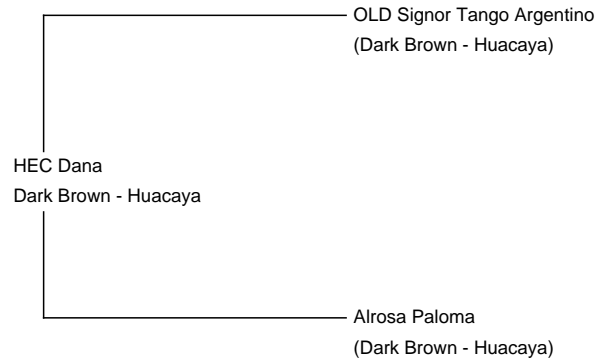 OLD Signor Tango Argentino
(Dark Brown - Huacaya)
HEC Dana
Dark Brown - Huacaya
Alrosa Paloma
(Dark Brown - Huacaya)